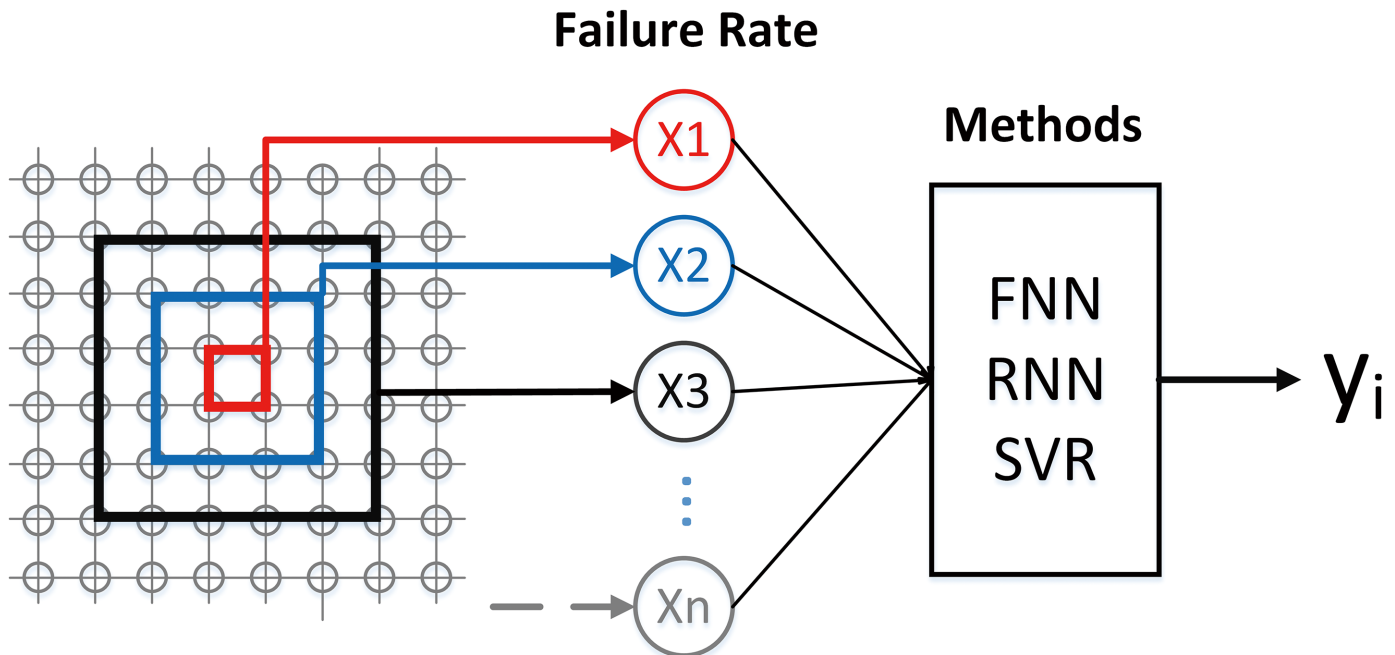 Failure Rate
X1
X2
X3
Xn
Methods
FNN
RNN
SVR
yi